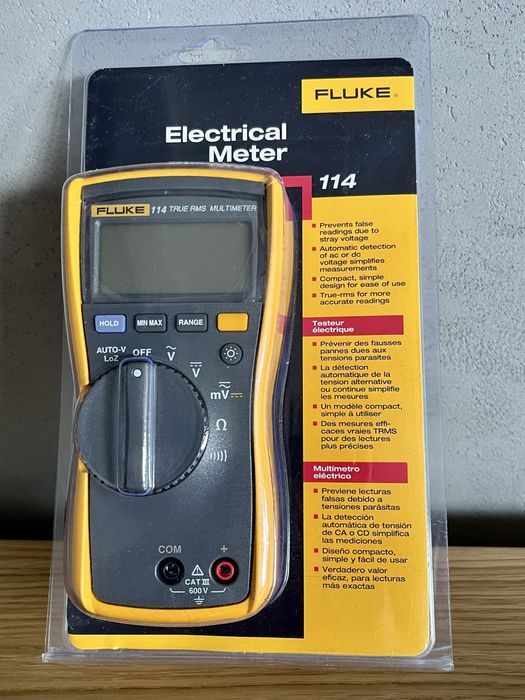 FLUKE®
Electrical
Meter
114
Prevents false
readings due to
stray voltage
Automatic detection
of ac or dc
voltage simplifies
measurements
Compact, simple
design for ease of use
True-rms for more
accurate readings
Testeur
électrique
Prévenir des fausses
pannes dues aux
tensions parasites
La détection
automatique de la
tension alternative
ou continue simplifie
les mesures
Un modèle compact,
simple à utiliser
Des mesures effi-
caces vraies TRMS
pour des lectures
plus précises
Multímetro
eléctrico
Previene lecturas
falsas debido a
tensiones parásitas
La detección
automática de tensión
de CA o CD simplifica
las mediciones
Diseño compacto,
simple y fácil de usar
Verdadero valor
eficaz, para lecturas
más exactas
FLUKE 114 TRUE RMS MULTIMETER
HOLD MIN MAX RANGE
AUTO-V
LoZ
OFF
V
V
mV
Ω
COM +
CAT III
600 V